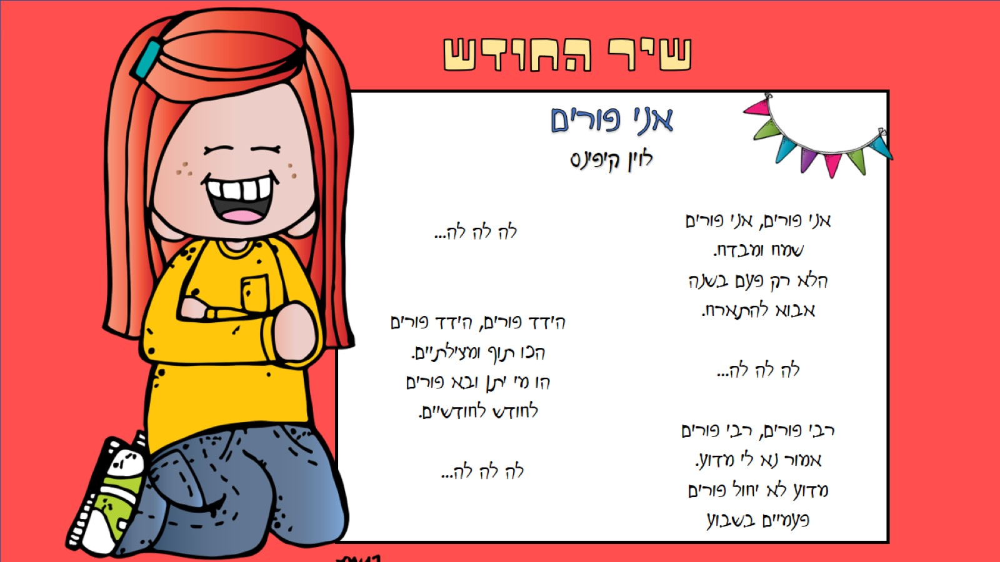 שיר החודש
אני פורים
לוין קיפניס
אני פורים, אני פורים
שמח ומבדח.
הלא רק פעם בשנה
אבוא להתארח.
לה לה לה...
רבי פורים, רבי פורים
אמור נא לי מדוע.
מדוע לא יחול פורים
פעמיים בשבוע
לה לה לה...
הידד פורים, הידד פורים
הכו תוף ומצילתיים.
הו מי יתן ובא פורים
לחודש לחודשיים.
לה לה לה...